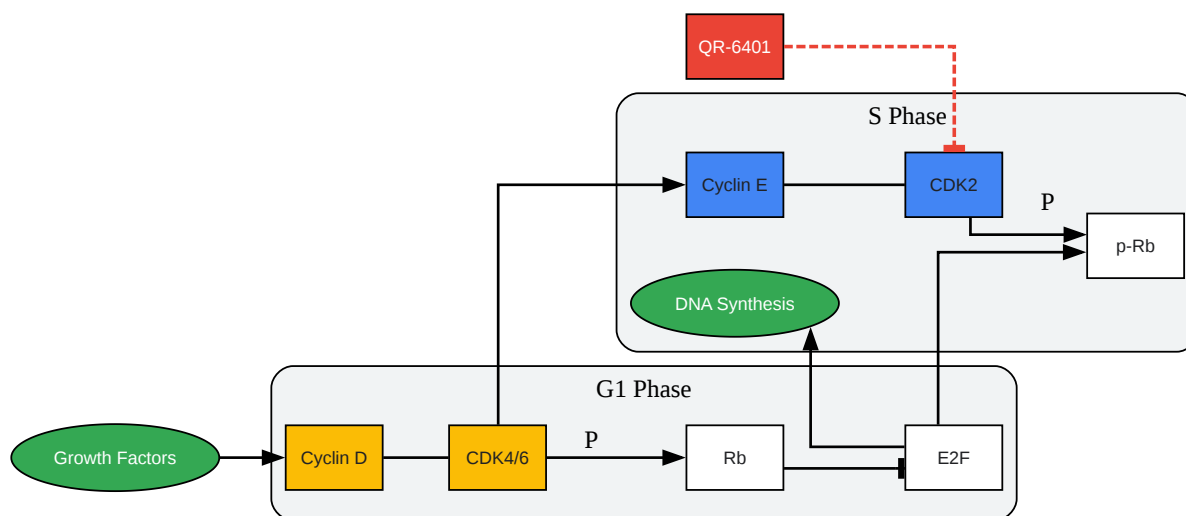 QR-6401
S Phase
Cyclin E
CDK2
P
p-Rb
DNA Synthesis
G1 Phase
Growth Factors
Cyclin D
CDK4/6
P
Rb
E2F